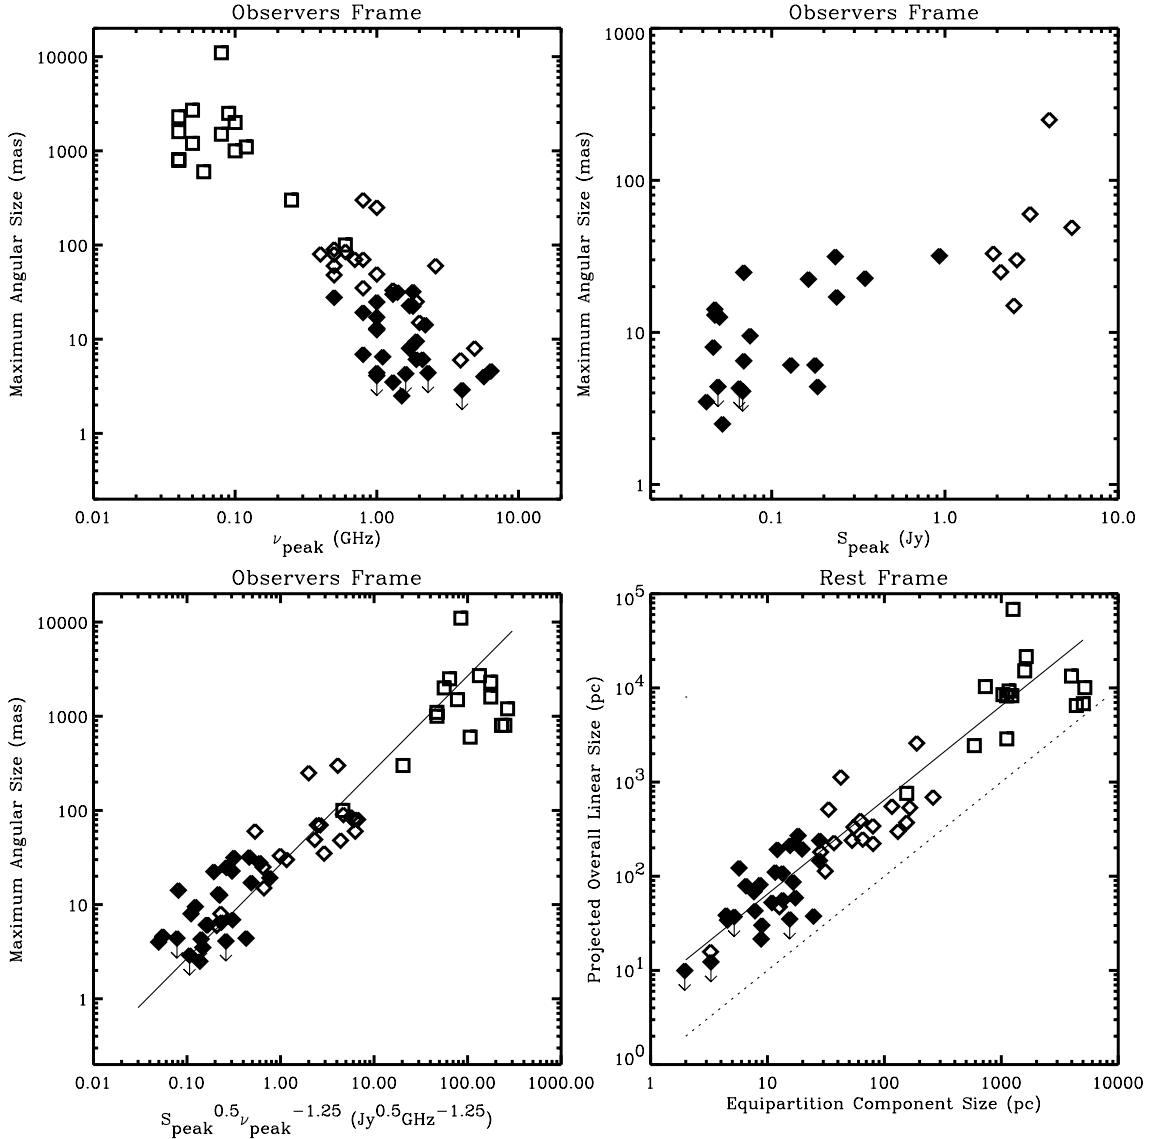 Observers Frame
Maximum Angular Size (mas)
10000
1000
100
10
1
0.01 0.10 1.00 10.00
νpeak (GHz)
Observers Frame
Maximum Angular Size (mas)
1000
100
10
1
0.1 1.0 10.0
Speak (Jy)
Observers Frame
Maximum Angular Size (mas)
10000
1000
100
10
1
0.01 0.10 1.00 10.00 100.00 1000.00
Speak^0.5 νpeak^-1.25 (Jy^0.5 GHz^-1.25)
Rest Frame
Projected Overall Linear Size (pc)
10^5
10^4
10^3
10^2
10^1
10^0
1 10 100 1000 10000
Equipartition Component Size (pc)